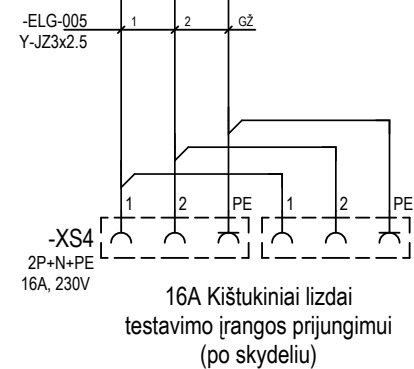 -ELG-005 1 2 GŽ
Y-JZ3x2.5
1 2 PE 1 2 PE
-XS4
2P+N+PE
16A, 230V
16A Kištukiniai lizdai
testavimo įrangos prijungimui
(po skydeliu)